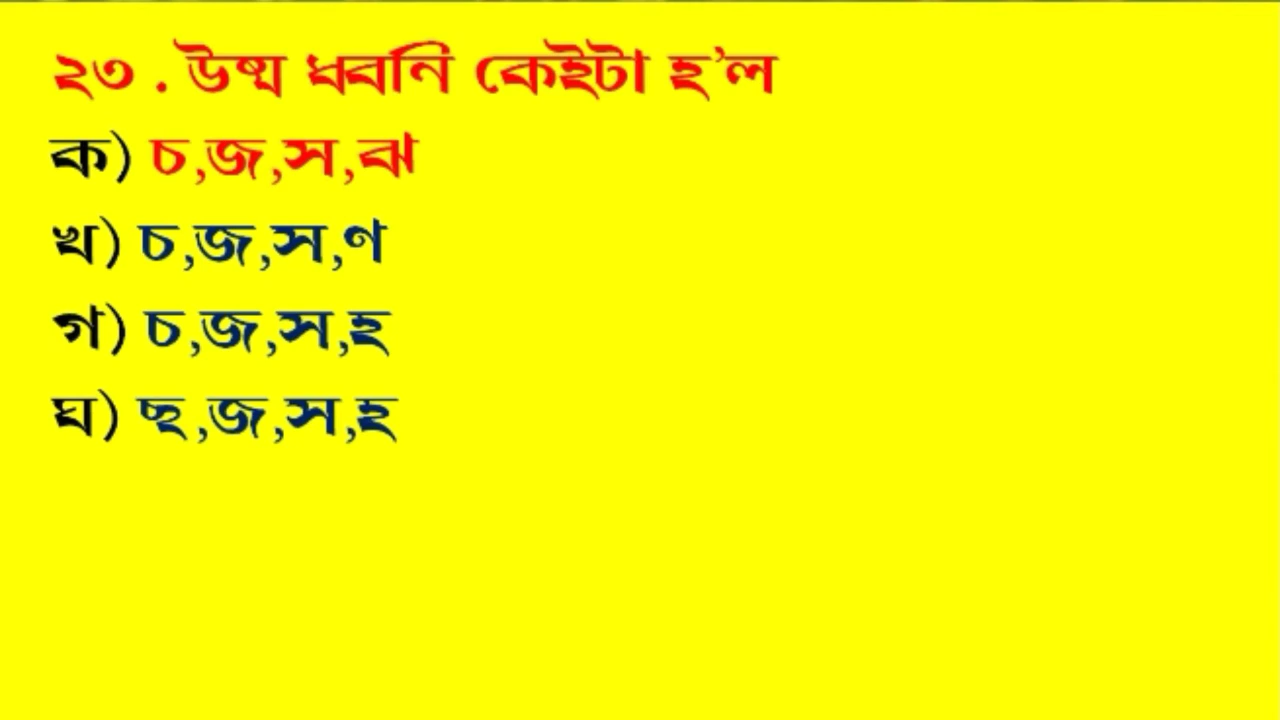 ২৩ . উষ্ম ধ্বনি কেইটা হ’ল
ক) চ,জ,স,ঝ
খ) চ,জ,স,ণ
গ) চ,জ,স,হ
ঘ) ছ,জ,স,হ